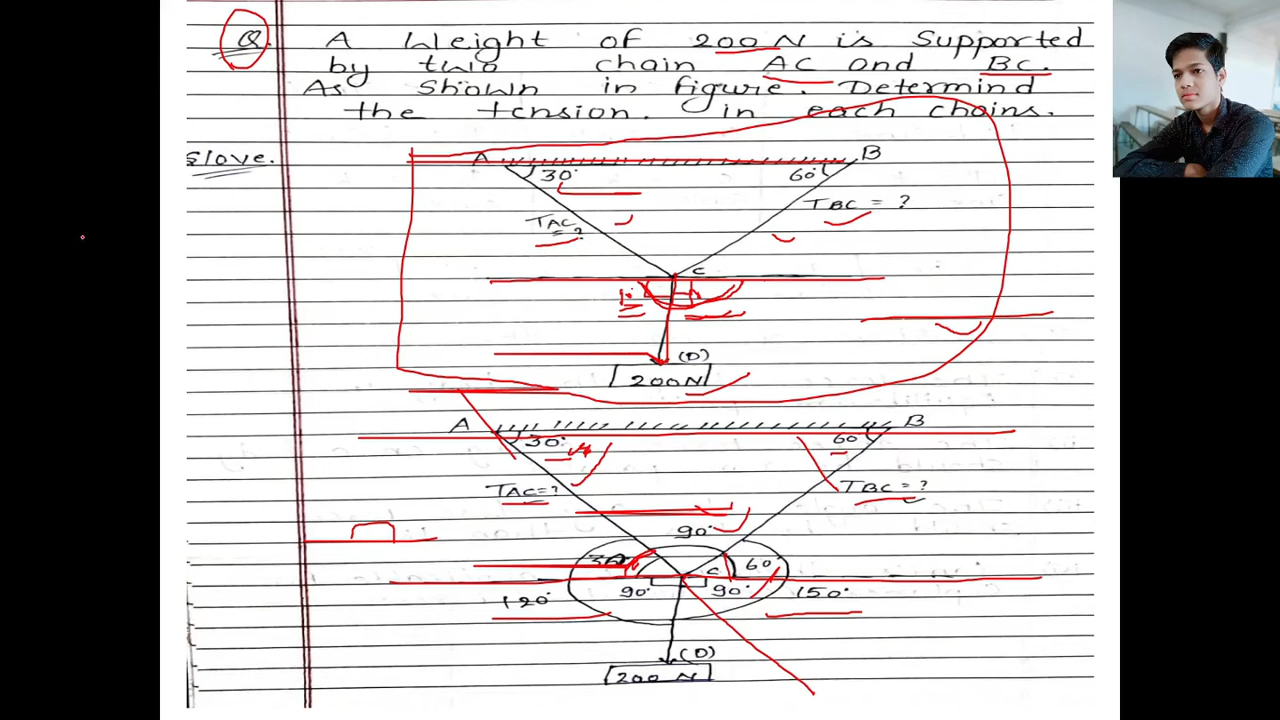 Q. A Weight of 200 N is Supported
by two chain AC and BC.
As Shown in figure. Determind
the tension. in each chains.
Slove.
A B
30° 60°
TAC = ? TBC = ?
C
(D)
200N
A B
30° 60°
TAC=? TBC=?
90°
30 C 60°
120° 90° 90° 150°
(D)
200 N